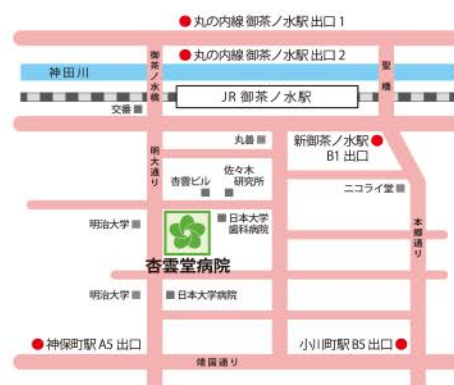 丸の内線 御茶ノ水駅 出口 1
丸の内線 御茶ノ水駅 出口 2
御茶ノ水橋
聖橋
神田川
JR 御茶ノ水駅
交番
明大通り
丸善
新御茶ノ水駅
B1 出口
佐々木
研究所
杏雲ビル
ニコライ堂
日本大学
歯科病院
明治大学
本郷通り
杏雲堂病院
明治大学
日本大学病院
神保町駅 A5 出口
小川町駅 B5 出口
靖国通り